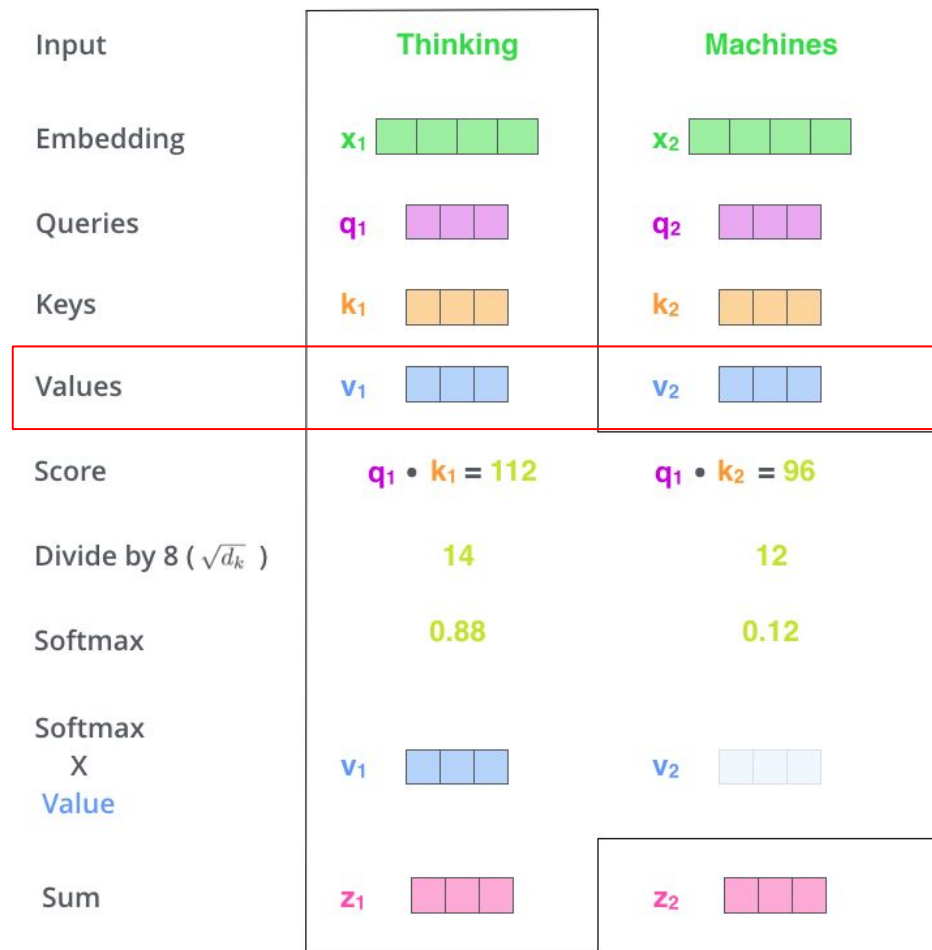 Input Thinking Machines
Embedding x₁ x₂
Queries q₁ q₂
Keys k₁ k₂
Values v₁ v₂
Score q₁ • k₁ = 112 q₁ • k₂ = 96
Divide by 8 ( √dₖ ) 14 12
Softmax 0.88 0.12
Softmax
X
Value v₁ v₂
Sum z₁ z₂